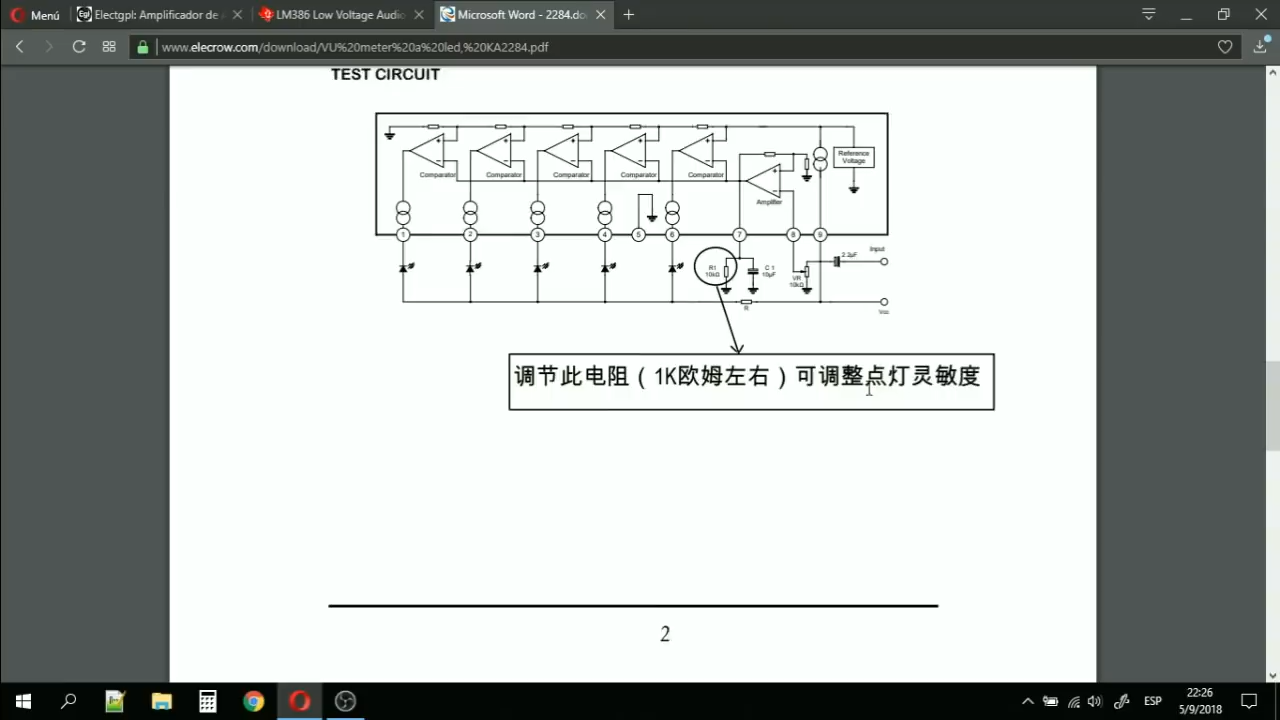 Menú
Electgpl: Amplificador de A
LM386 Low Voltage Audio
Microsoft Word - 2284.do
www.elecrow.com/download/VU%20meter%20a%20led,%20KA2284.pdf
TEST CIRCUIT
Reference
Voltage
Comparator
Comparator
Comparator
Comparator
Comparator
Amplifier
1
2
3
4
5
6
7
8
9
Input
2.2μF
R1
10kΩ
C 1
10μF
VR
10kΩ
R
Vcc
调节此电阻（1K欧姆左右）可调整点灯灵敏度
2
ESP
22:26
5/9/2018